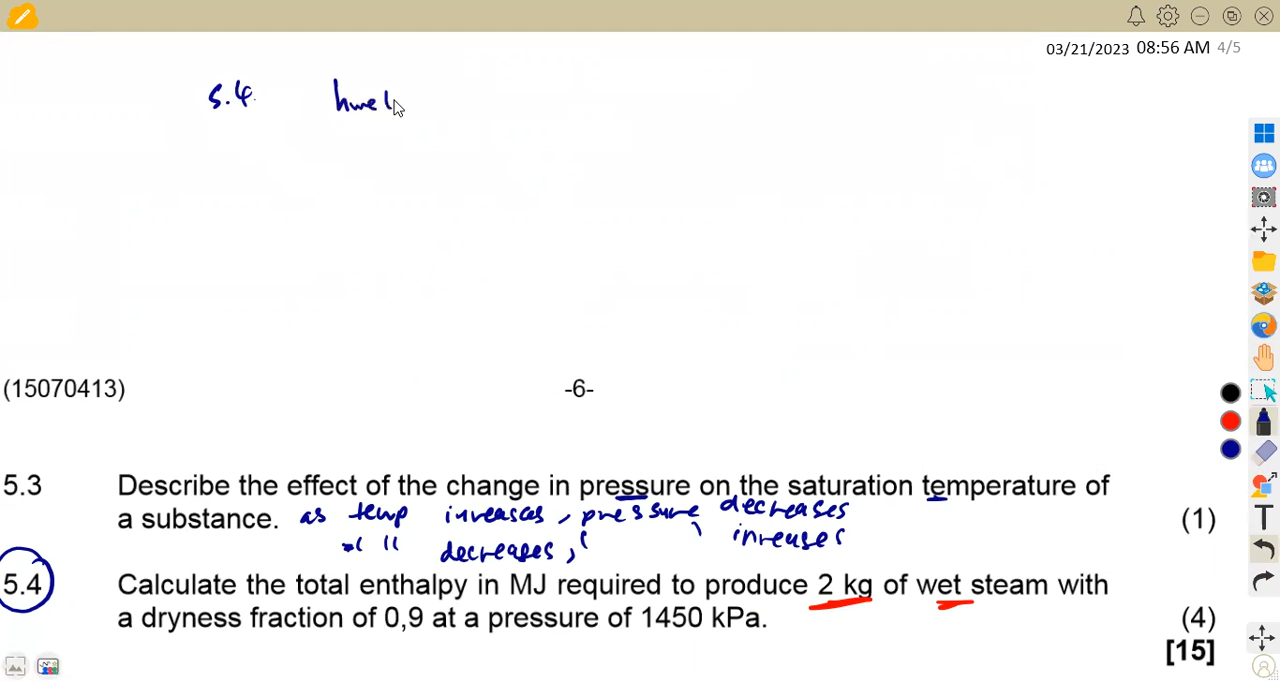 03/21/2023 08:56 AM 4/5
5.4 hwe
(15070413) -6-
5.3 Describe the effect of the change in pressure on the saturation temperature of
a substance. (1)
as temp increases, pressure decreases
" " decreases, increases
5.4 Calculate the total enthalpy in MJ required to produce 2 kg of wet steam with
a dryness fraction of 0,9 at a pressure of 1450 kPa. (4)
[15]